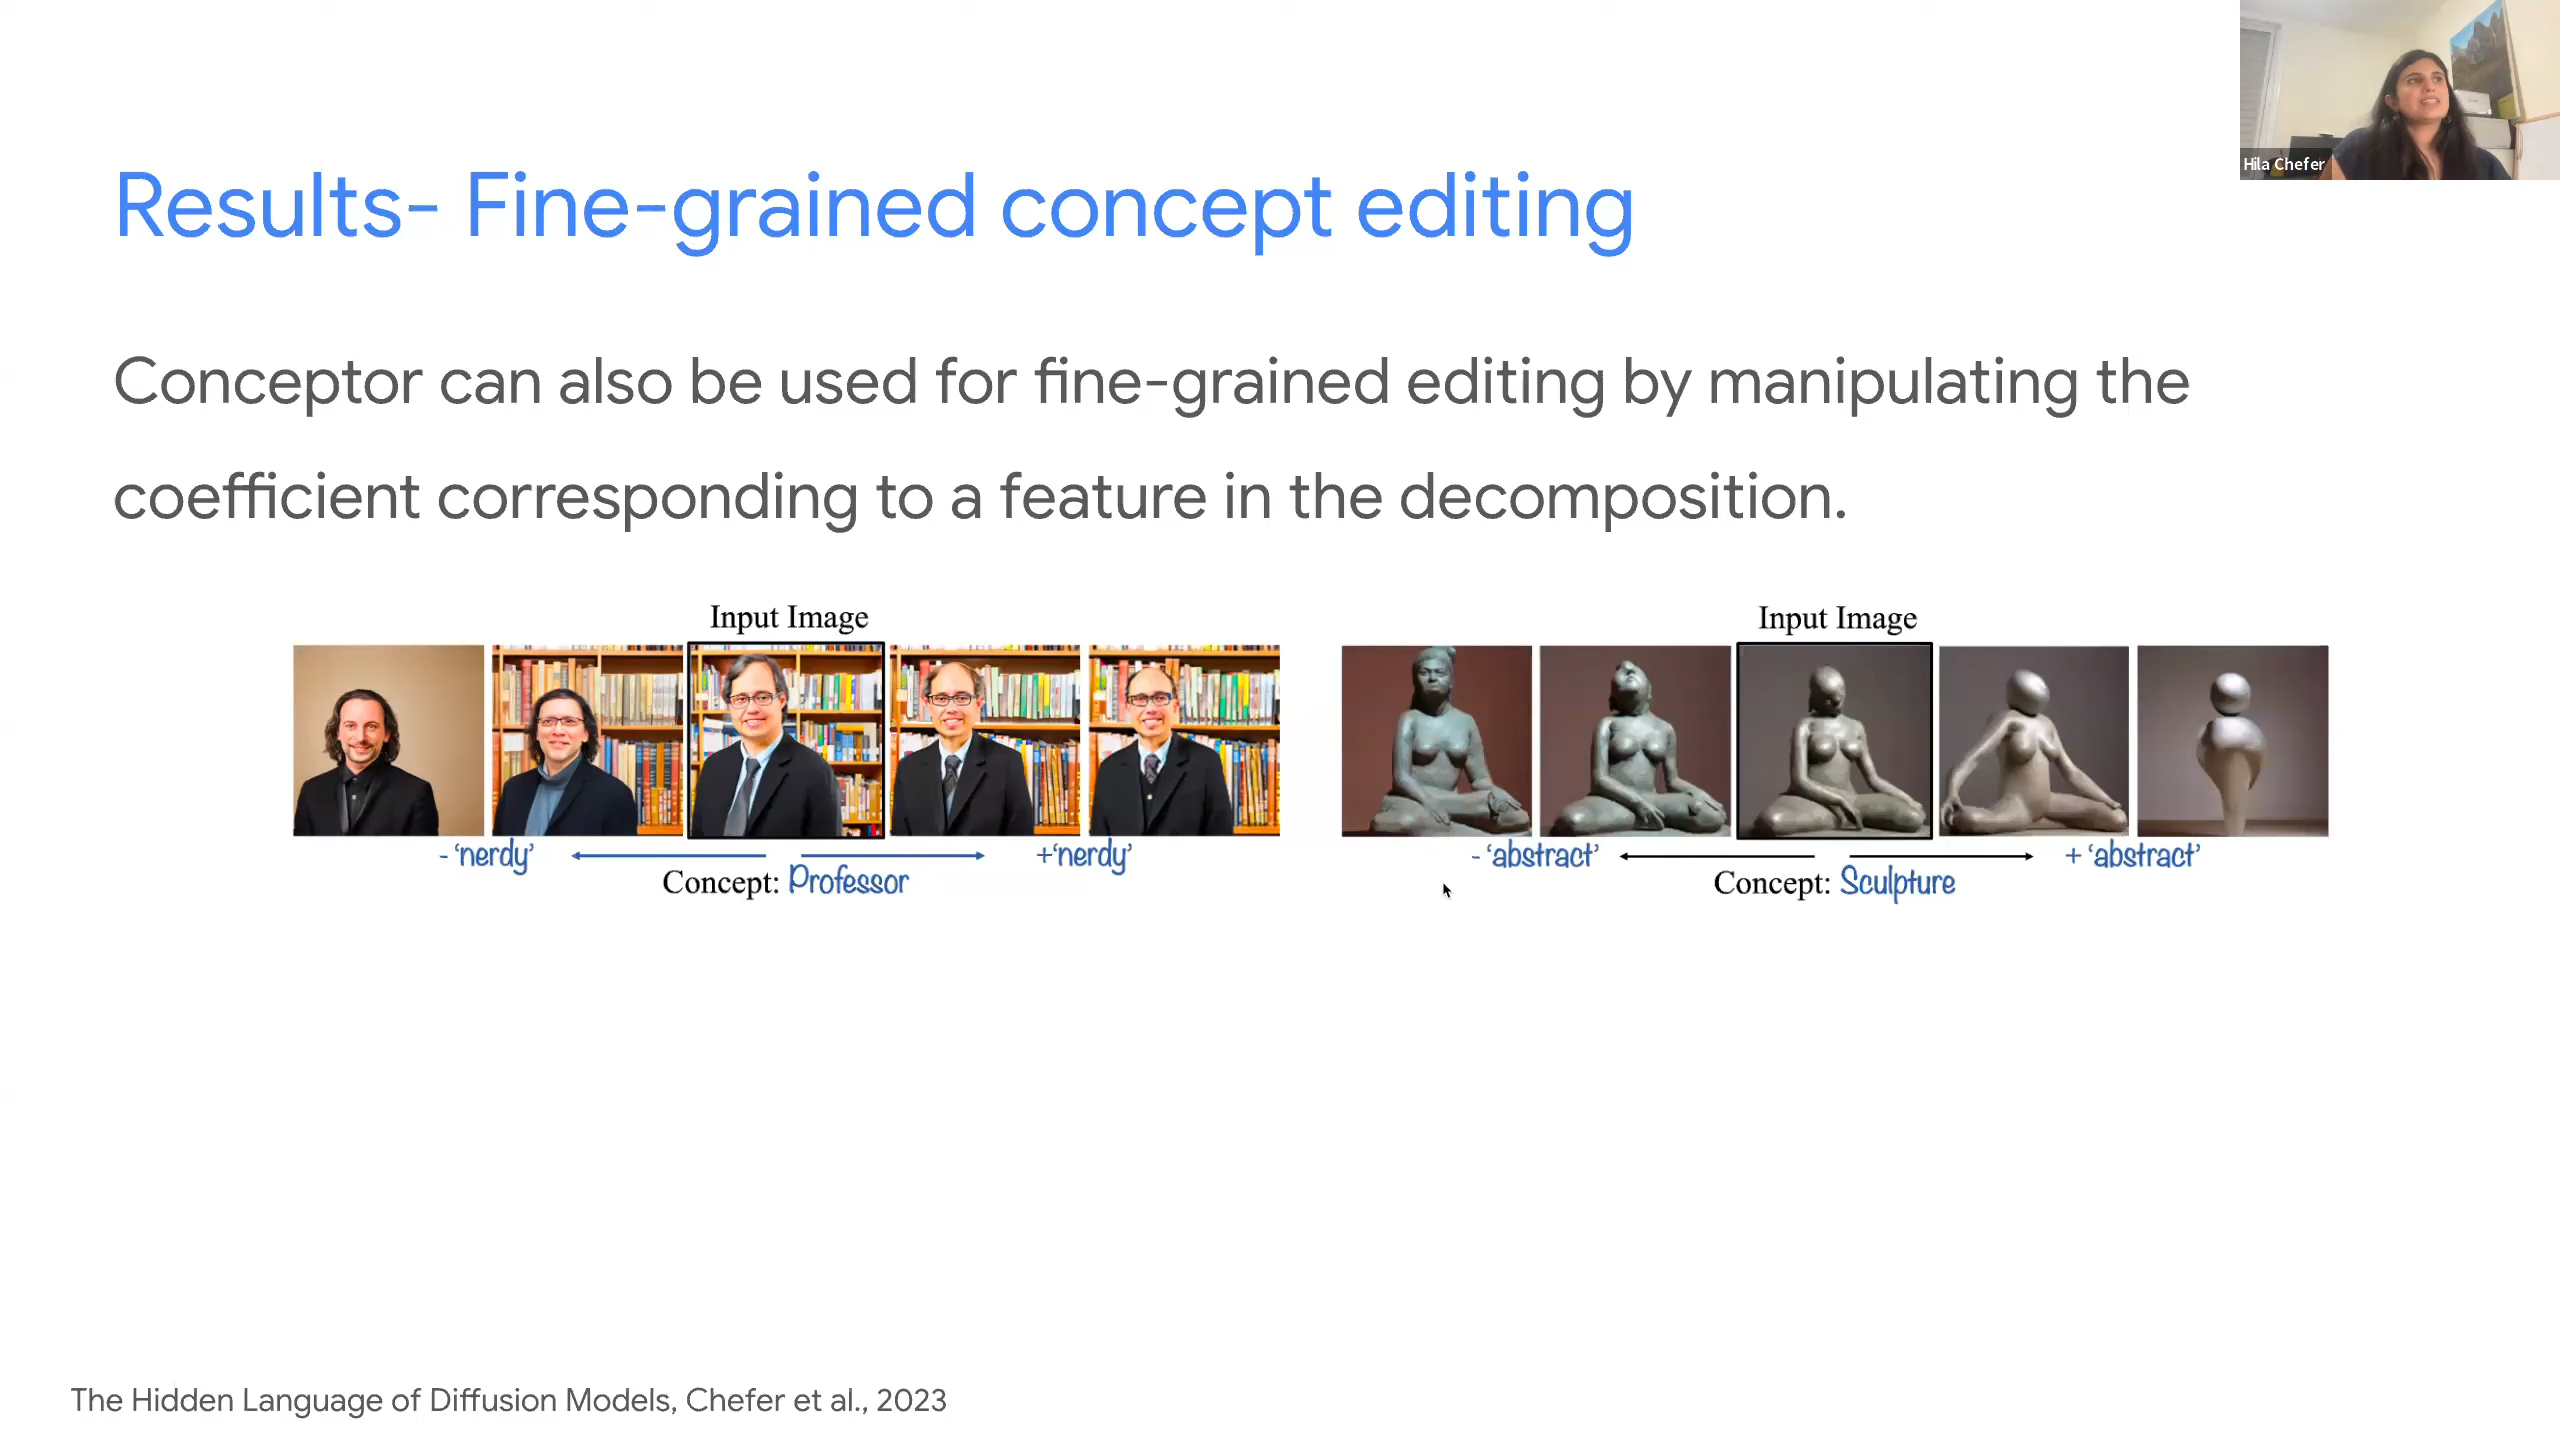 Hila Chefer
Results- Fine-grained concept editing
Conceptor can also be used for fine-grained editing by manipulating the
coefficient corresponding to a feature in the decomposition.
Input Image
- ‘nerdy’
+‘nerdy’
Concept: Professor
Input Image
- ‘abstract’
+ ‘abstract’
Concept: Sculpture
The Hidden Language of Diffusion Models, Chefer et al., 2023